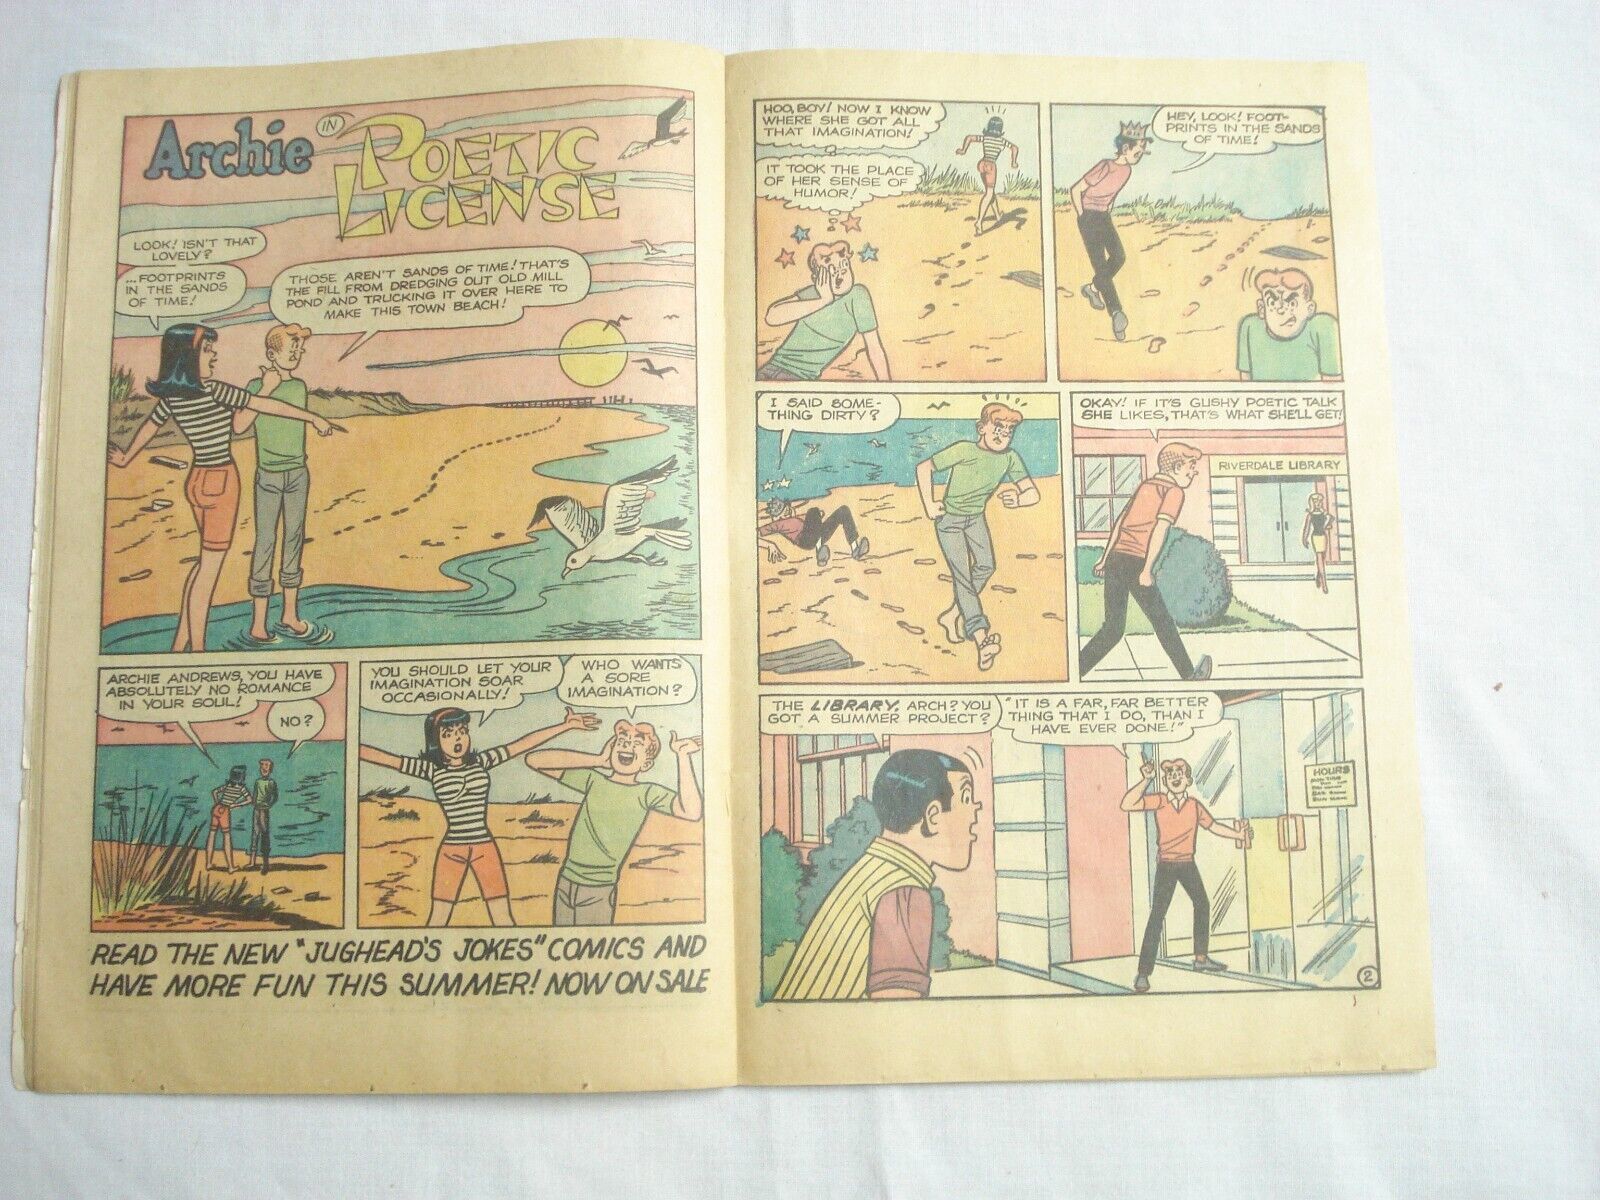 Archie IN POETIC
LICENSE
LOOK! ISN'T THAT
LOVELY?
...FOOTPRINTS
IN THE SANDS
OF TIME!
THOSE AREN'T SANDS OF TIME! THAT'S
THE FILL FROM DREDGING OUT OLD MILL
POND AND TRUCKING IT OVER HERE TO
MAKE THIS TOWN BEACH!
ARCHIE ANDREWS, YOU HAVE
ABSOLUTELY NO ROMANCE
IN YOUR SOUL!
NO?
YOU SHOULD LET YOUR
IMAGINATION SOAR
OCCASIONALLY!
WHO WANTS
A SORE
IMAGINATION?
READ THE NEW "JUGHEAD'S JOKES" COMICS AND
HAVE MORE FUN THIS SUMMER! NOW ON SALE
HOO, BOY! NOW I KNOW
WHERE SHE GOT ALL
THAT IMAGINATION!
IT TOOK THE PLACE
OF HER SENSE OF
HUMOR!
HEY, LOOK! FOOT-
PRINTS IN THE SANDS
OF TIME!
I SAID SOME-
THING DIRTY?
OKAY! IF IT'S GUSHY POETIC TALK
SHE LIKES, THAT'S WHAT SHE'LL GET!
RIVERDALE LIBRARY
THE LIBRARY, ARCH? YOU
GOT A SUMMER PROJECT?
"IT IS A FAR, FAR BETTER
THING THAT I DO, THAN I
HAVE EVER DONE!"
HOURS
2